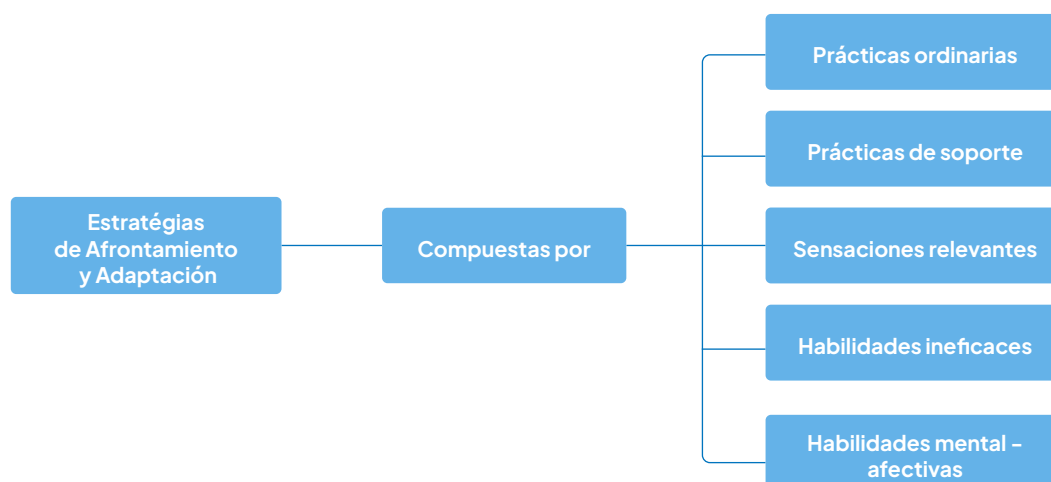 Estratégias
de Afrontamiento
y Adaptación
Compuestas por
Prácticas ordinarias
Prácticas de soporte
Sensaciones relevantes
Habilidades ineficaces
Habilidades mental -
afectivas